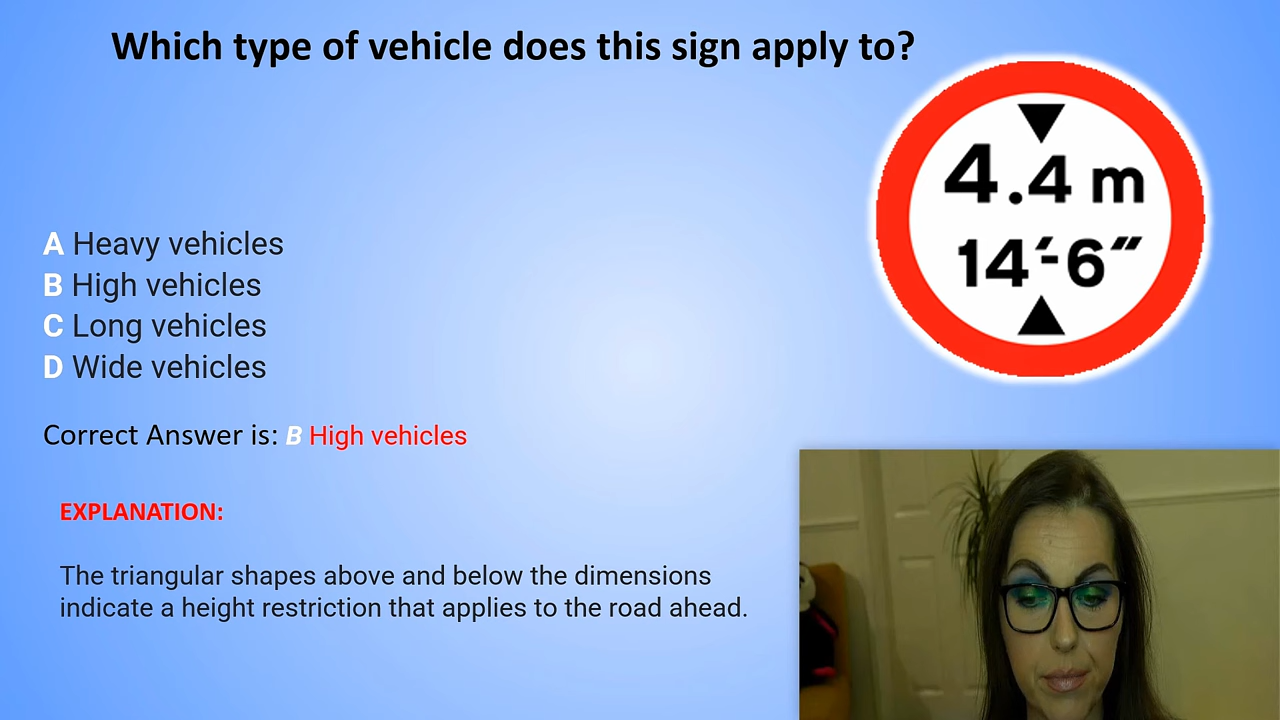 Which type of vehicle does this sign apply to?
4.4 m
14′-6″
A Heavy vehicles
B High vehicles
C Long vehicles
D Wide vehicles
Correct Answer is: B High vehicles
EXPLANATION:
The triangular shapes above and below the dimensions
indicate a height restriction that applies to the road ahead.